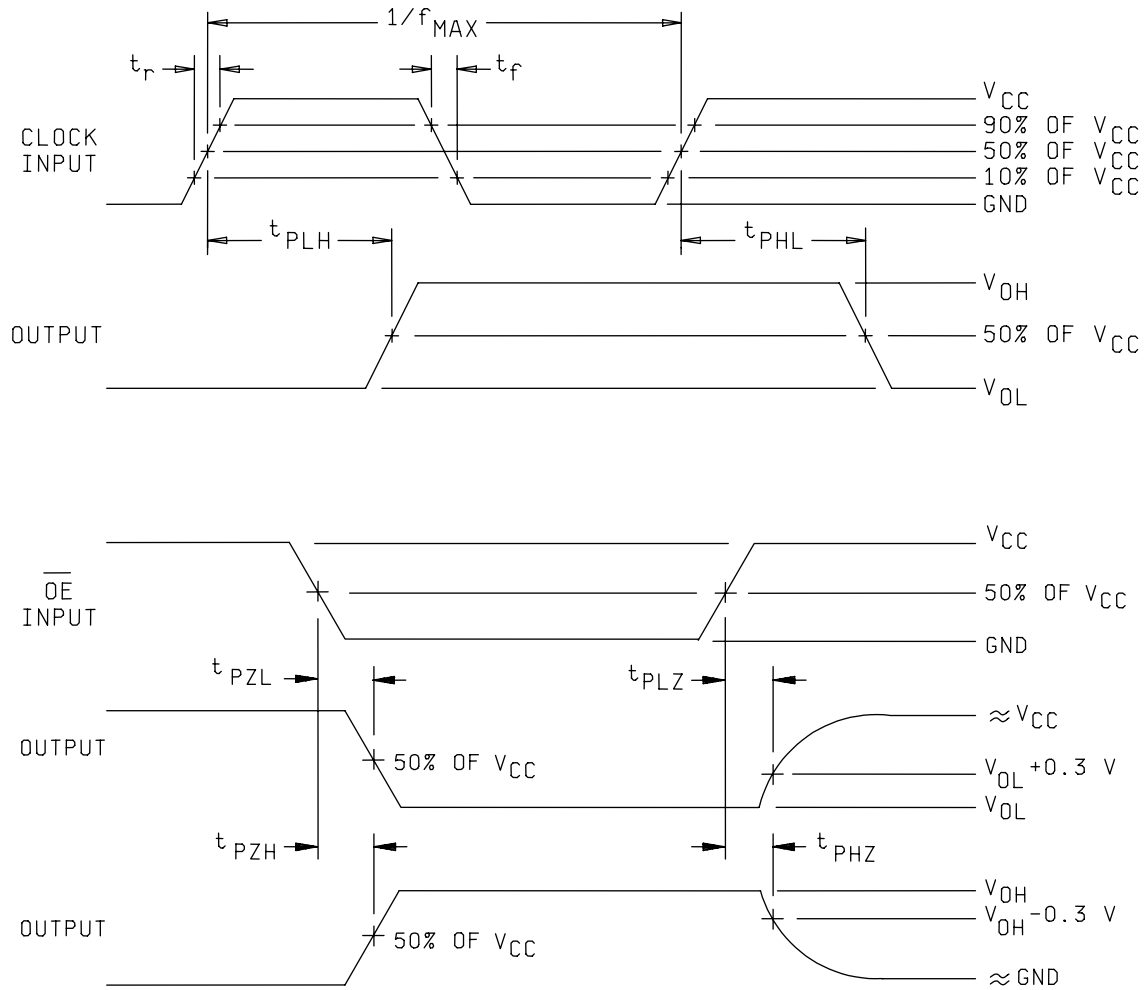 1/fMAX
tr
tf
CLOCK
INPUT
VCC
90% OF VCC
50% OF VCC
10% OF VCC
GND
tPLH
tPHL
OUTPUT
VOH
50% OF VCC
VOL
OE
INPUT
VCC
50% OF VCC
GND
tPZL
tPLZ
OUTPUT
50% OF VCC
≈ VCC
VOL +0.3 V
VOL
tPZH
tPHZ
OUTPUT
50% OF VCC
VOH
VOH -0.3 V
≈ GND